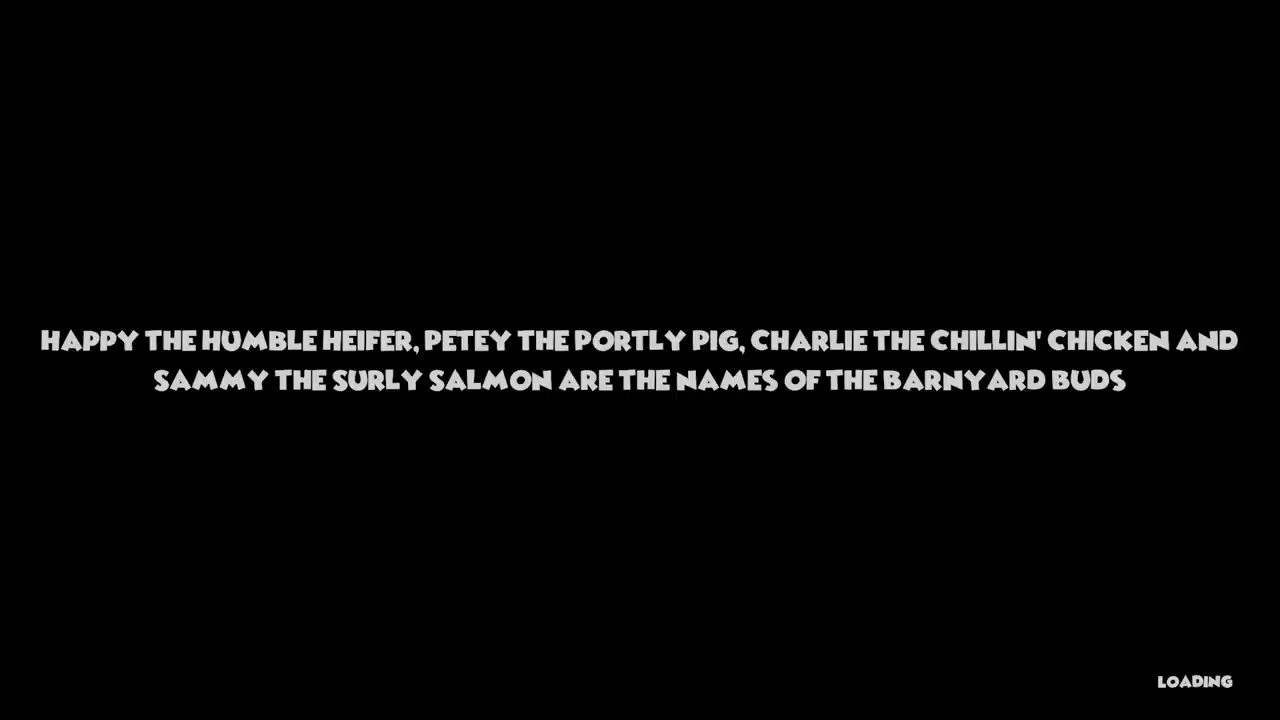 HAPPY THE HUMBLE HEIFER, PETEY THE PORTLY PIG, CHARLIE THE CHILLIN' CHICKEN AND
SAMMY THE SURLY SALMON ARE THE NAMES OF THE BARNYARD BUDS
LOADING